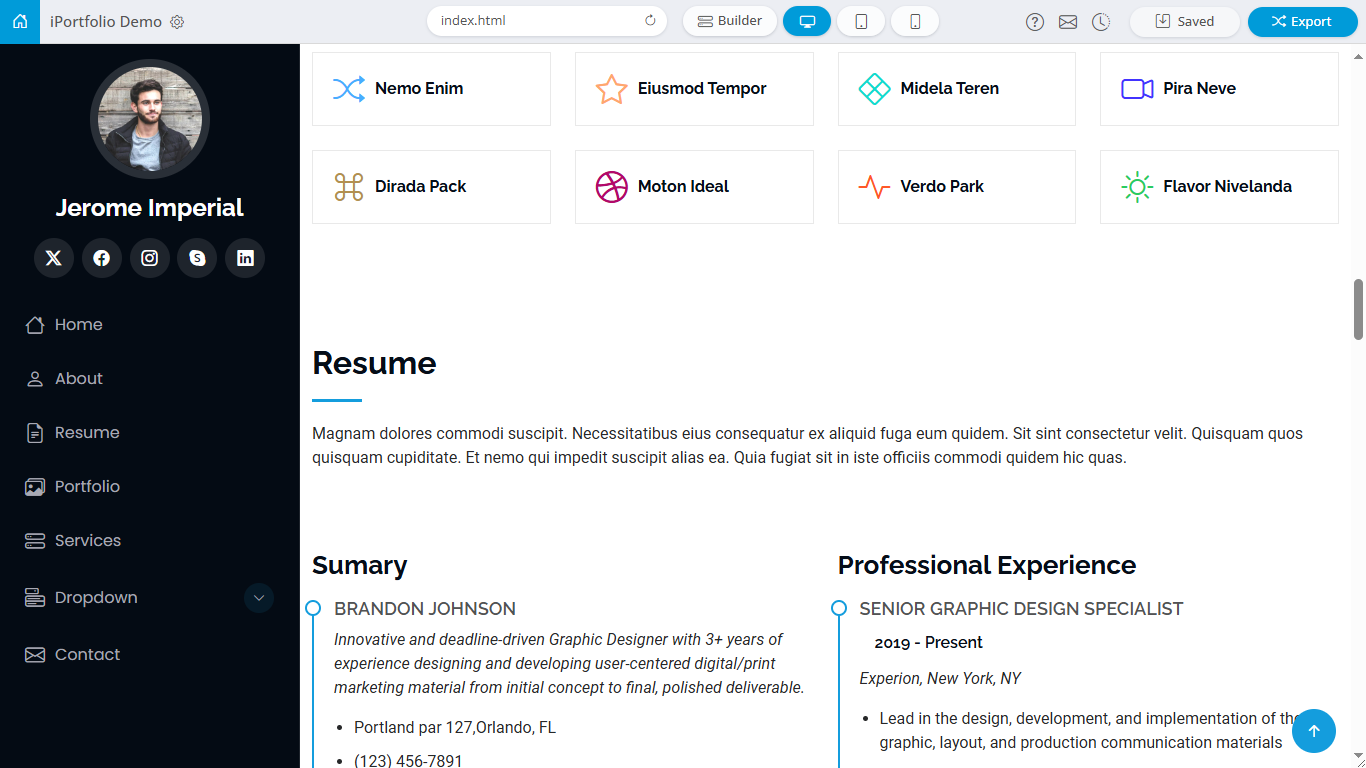 iPortfolio Demo
index.html
Builder
Saved
Export
Jerome Imperial
Home
About
Resume
Portfolio
Services
Dropdown
Contact
Nemo Enim
Eiusmod Tempor
Midela Teren
Pira Neve
Dirada Pack
Moton Ideal
Verdo Park
Flavor Nivelanda
Resume
Magnam dolores commodi suscipit. Necessitatibus eius consequatur ex aliquid fuga eum quidem. Sit sint consectetur velit. Quisquam quos
quisquam cupiditate. Et nemo qui impedit suscipit alias ea. Quia fugiat sit in iste officiis commodi quidem hic quas.
Sumary
BRANDON JOHNSON
Innovative and deadline-driven Graphic Designer with 3+ years of
experience designing and developing user-centered digital/print
marketing material from initial concept to final, polished deliverable.
Portland par 127,Orlando, FL
(123) 456-7891
Professional Experience
SENIOR GRAPHIC DESIGN SPECIALIST
2019 - Present
Experion, New York, NY
Lead in the design, development, and implementation of the
graphic, layout, and production communication materials